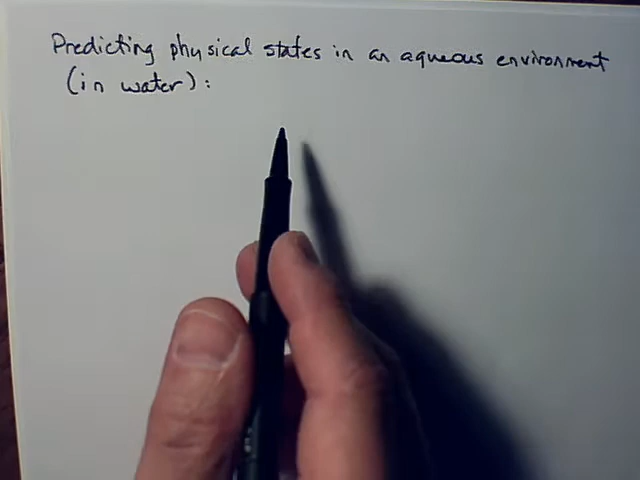 Predicting physical states in an aqueous environment
(in water):